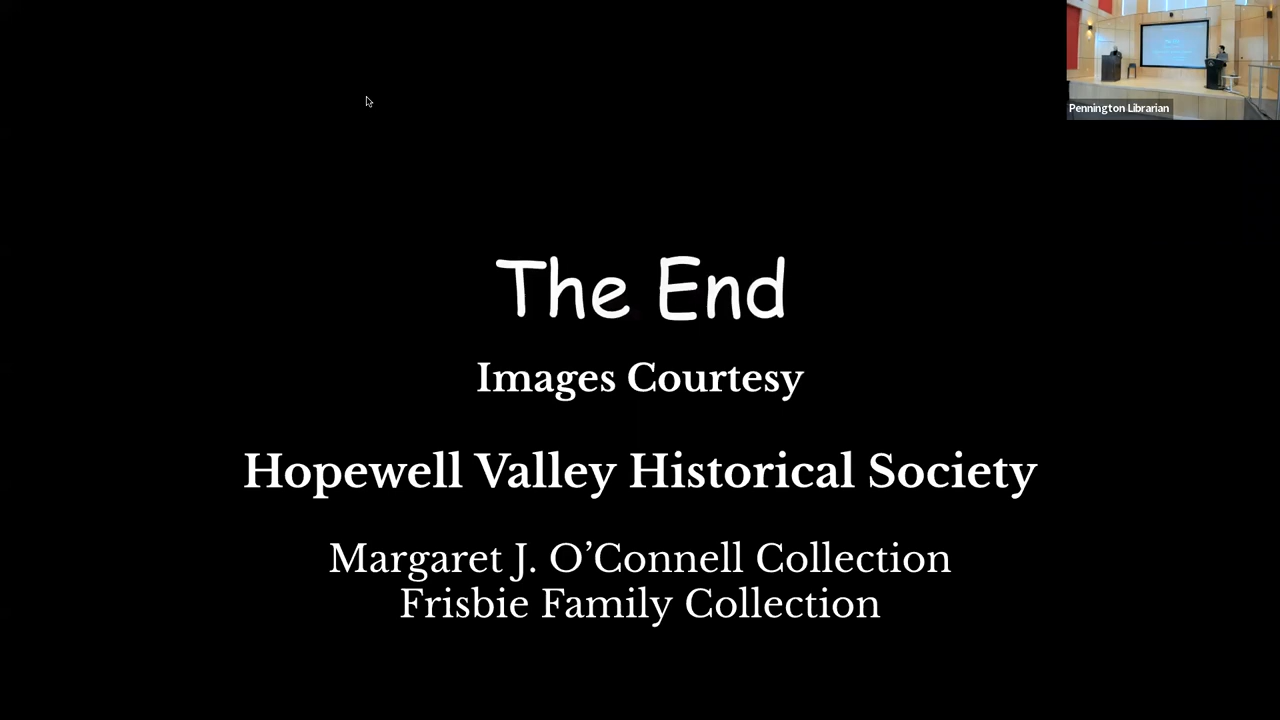 Pennington Librarian
The End
Images Courtesy
Hopewell Valley Historical Society
Margaret J. O’Connell Collection
Frisbie Family Collection